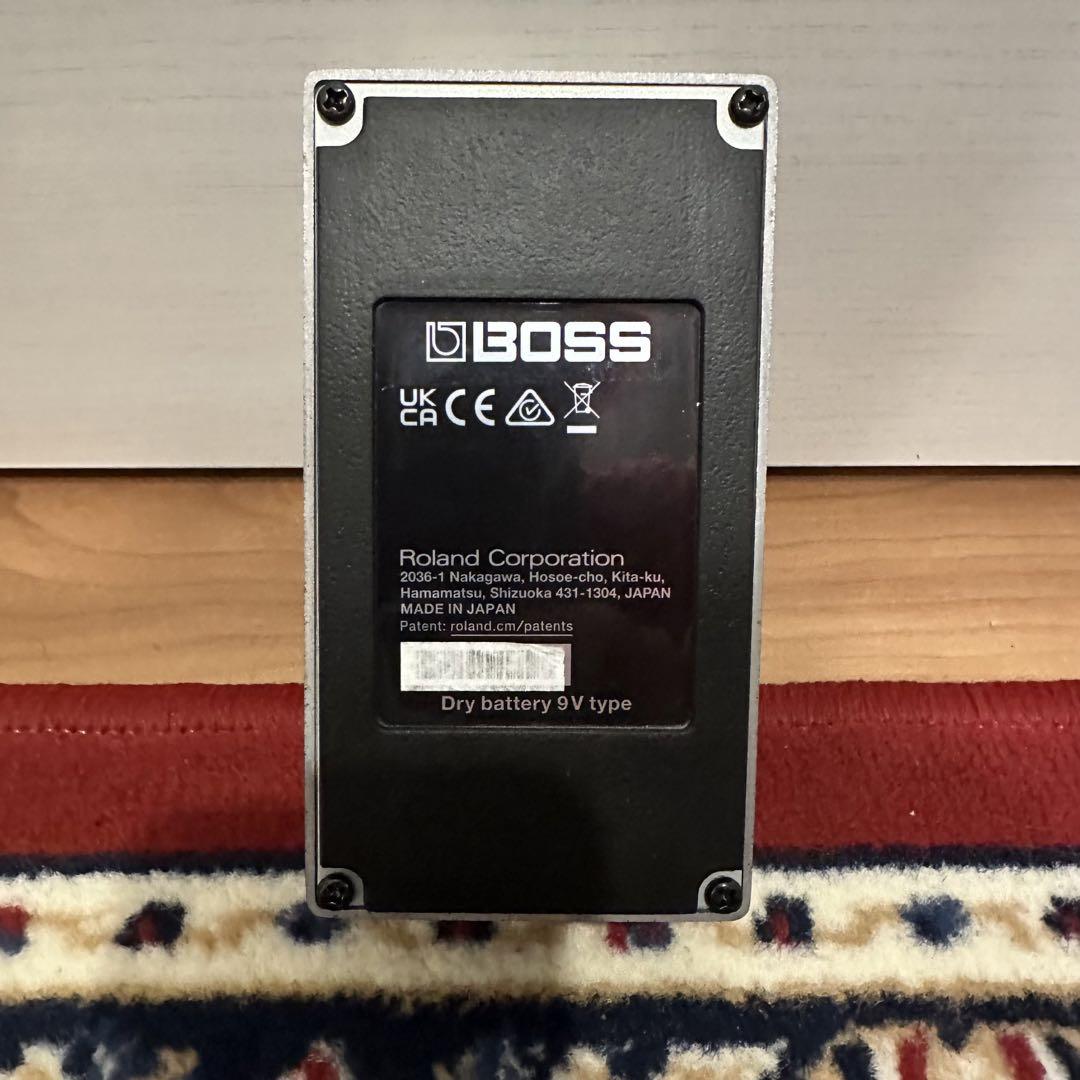 BOSS
UK
CA CE
Roland Corporation
2036-1 Nakagawa, Hosoe-cho, Kita-ku,
Hamamatsu, Shizuoka 431-1304, JAPAN
MADE IN JAPAN
Patent: roland.cm/patents
Dry battery 9V type